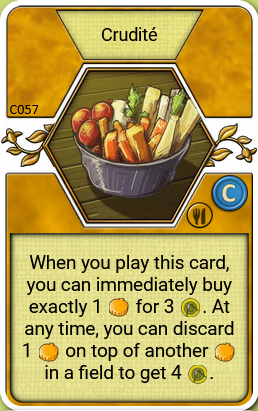 Crudité
C057
C
When you play this card,
you can immediately buy
exactly 1 for 3 . At
any time, you can discard
1 on top of another
in a field to get 4 .